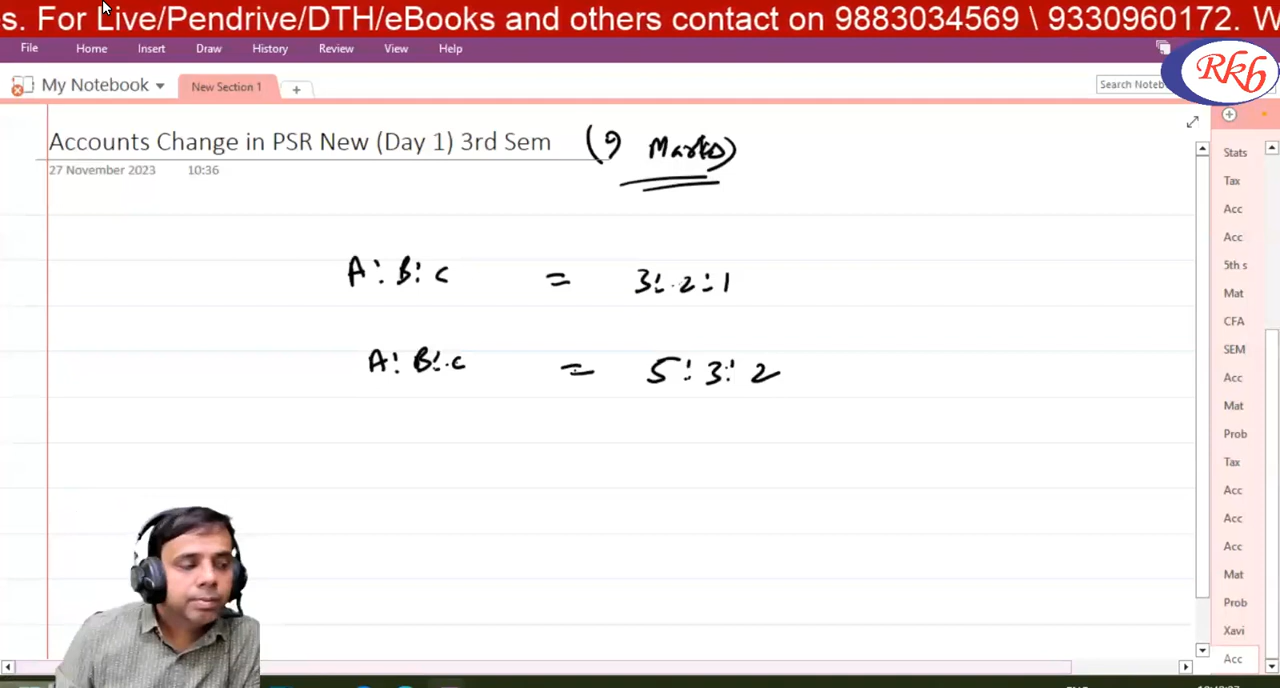 s. For Live/Pendrive/DTH/eBooks and others contact on 9883034569 \ 9330960172. W
File Home Insert Draw History Review View Help
Rkb
My Notebook New Section 1 + Search Noteb
Accounts Change in PSR New (Day 1) 3rd Sem (9 Marks)
27 November 2023 10:36
A:B:C = 3:2:1
A:B:C = 5:3:2
Stats
Tax
Acc
Acc
5th s
Mat
CFA
SEM
Acc
Mat
Prob
Tax
Acc
Acc
Acc
Mat
Prob
Xavi
Acc